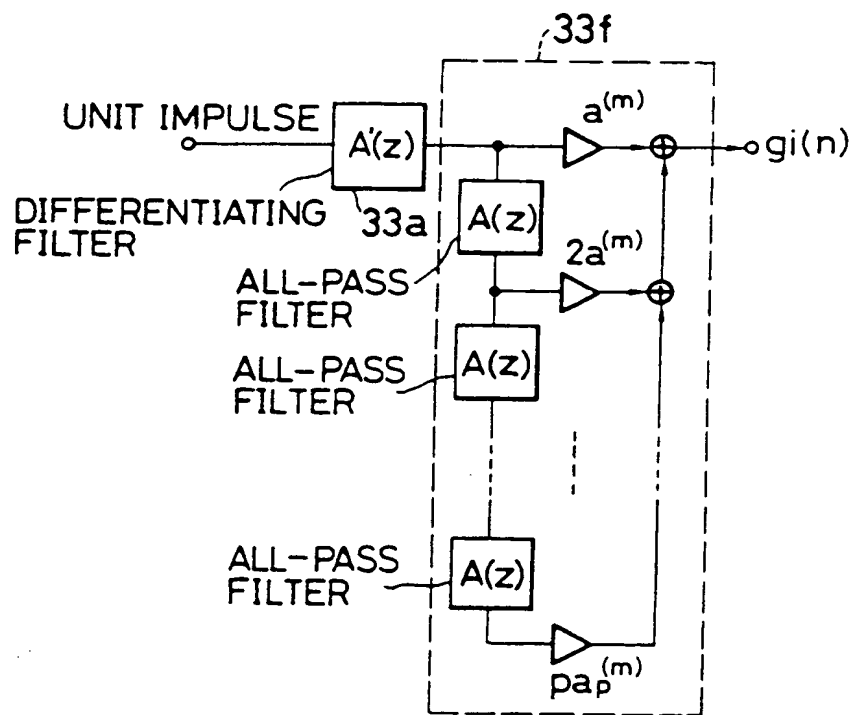 33f
UNIT IMPULSE
A'(z)
a(m)
gi(n)
DIFFERENTIATING
FILTER
33a
A(z)
2a(m)
ALL-PASS
FILTER
ALL-PASS
FILTER
A(z)
ALL-PASS
FILTER
A(z)
pap(m)